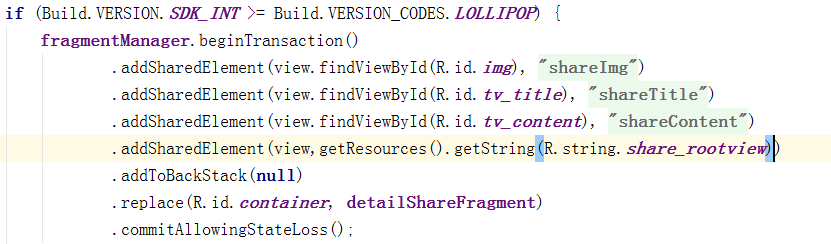 if (Build.VERSION.SDK_INT >= Build.VERSION_CODES.LOLLIPOP) {
fragmentManager.beginTransaction()
.addSharedElement(view.findViewById(R.id.img), "shareImg")
.addSharedElement(view.findViewById(R.id.tv_title), "shareTitle")
.addSharedElement(view.findViewById(R.id.tv_content), "shareContent")
.addSharedElement(view,getResources().getString(R.string.share_rootview))
.addToBackStack(null)
.replace(R.id.container, detailShareFragment)
.commitAllowingStateLoss();